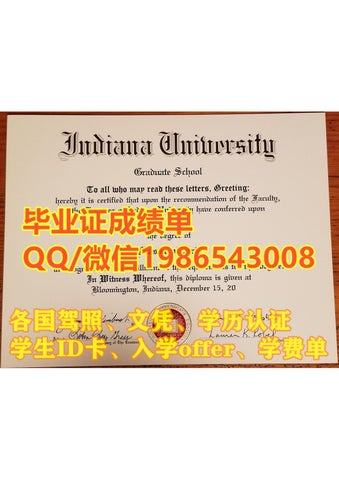 Indiana University
Graduate School
To all who may read these letters, Greeting:
hereby it is certified that upon the recommendation of the Faculty,
have conferred upon
毕业证成绩单
degree of
QQ/微信1986543008
In Witness Whereof, this diploma is given at
Bloomington, Indiana, December 15, 20
各国驾照、文凭、学历认证
学生ID卡、入学offer、学费单